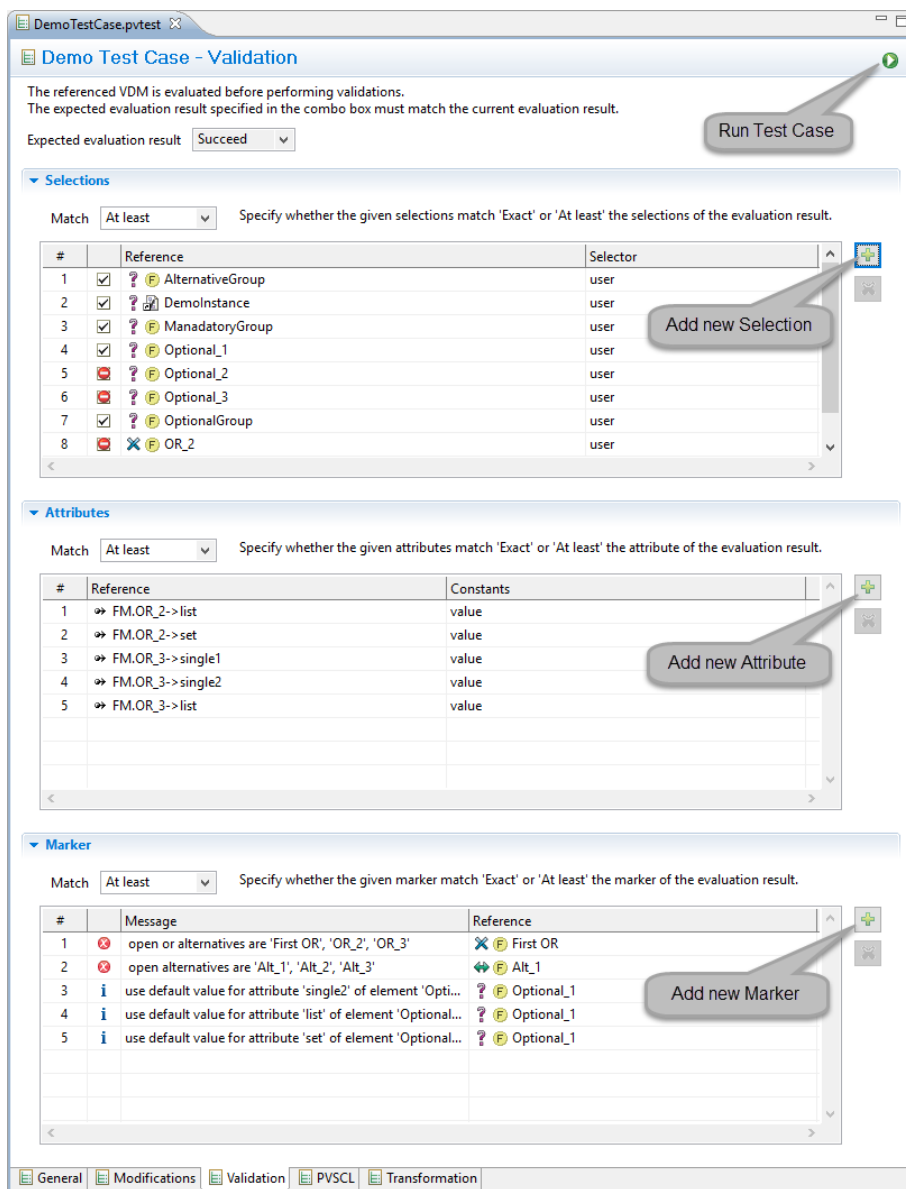 DemoTestCase.pvtest
Demo Test Case - Validation
The referenced VDM is evaluated before performing validations.
The expected evaluation result specified in the combo box must match the current evaluation result.
Run Test Case
Expected evaluation result Succeed
Selections
Match At least Specify whether the given selections match 'Exact' or 'At least' the selections of the evaluation result.
# Reference Selector
1 ? F AlternativeGroup user
2 ? DemoInstance user
3 ? F ManadatoryGroup user
Add new Selection
4 ? F Optional_1 user
5 ? F Optional_2 user
6 ? F Optional_3 user
7 ? F OptionalGroup user
8 F OR_2 user
Attributes
Match At least Specify whether the given attributes match 'Exact' or 'At least' the attribute of the evaluation result.
# Reference Constants
1 FM.OR_2->list value
2 FM.OR_2->set value
3 FM.OR_3->single1 value
Add new Attribute
4 FM.OR_3->single2 value
5 FM.OR_3->list value
Marker
Match At least Specify whether the given marker match 'Exact' or 'At least' the marker of the evaluation result.
# Message Reference
1 open or alternatives are 'First OR', 'OR_2', 'OR_3' F First OR
2 open alternatives are 'Alt_1', 'Alt_2', 'Alt_3' F Alt_1
3 i use default value for attribute 'single2' of element 'Opti... ? F Optional_1
Add new Marker
4 i use default value for attribute 'list' of element 'Optional... ? F Optional_1
5 i use default value for attribute 'set' of element 'Optional... ? F Optional_1
General Modifications Validation PVSCL Transformation